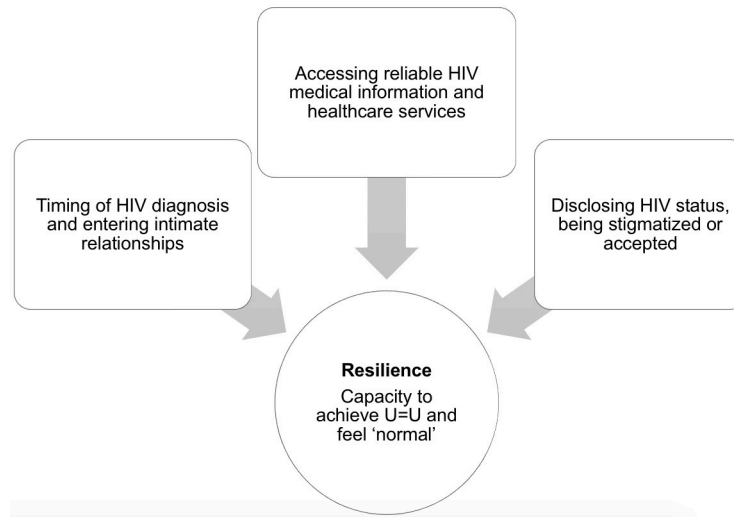 Accessing reliable HIV
medical information and
healthcare services
Timing of HIV diagnosis
and entering intimate
relationships
Disclosing HIV status,
being stigmatized or
accepted
Resilience
Capacity to
achieve U=U and
feel ‘normal’